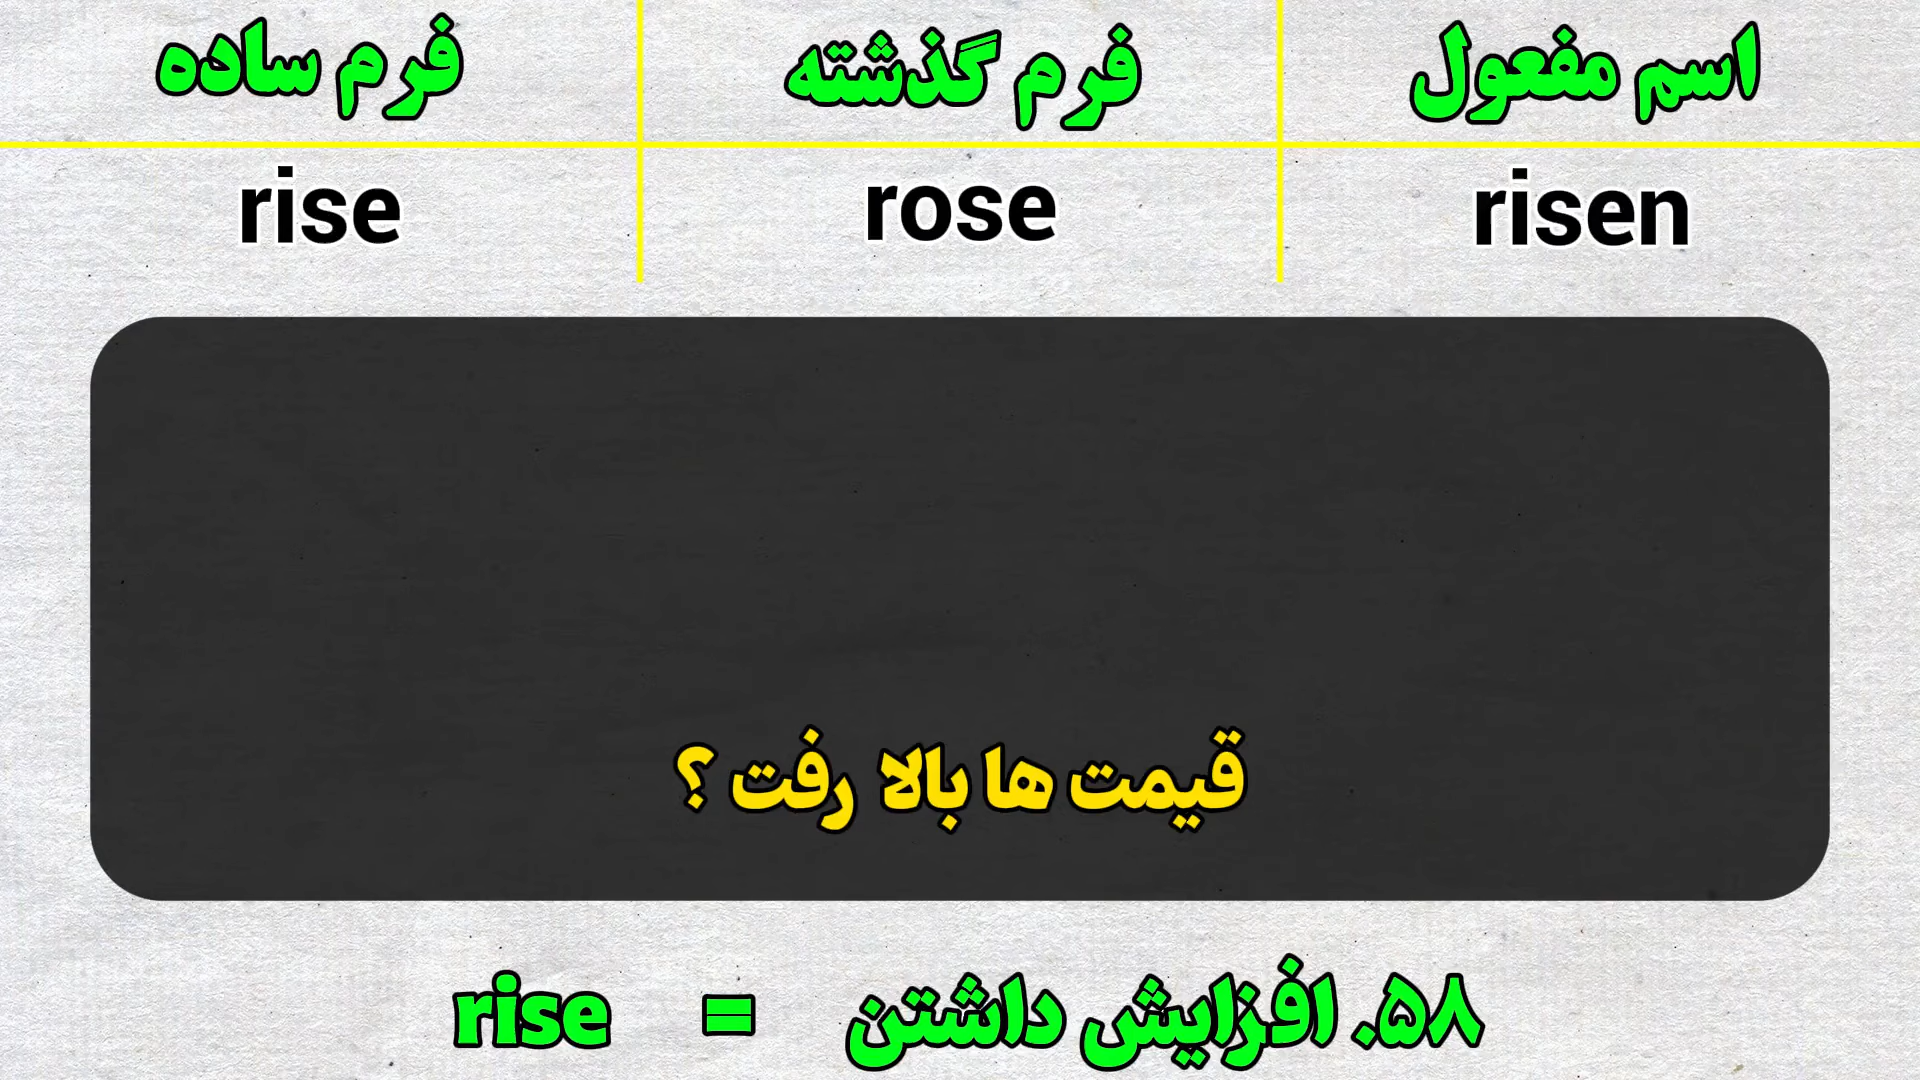 فرم ساده فرم گذشته اسم مفعول
rise rose risen
قیمت ها بالا رفت ؟
۵۸. افزایش داشتن = rise